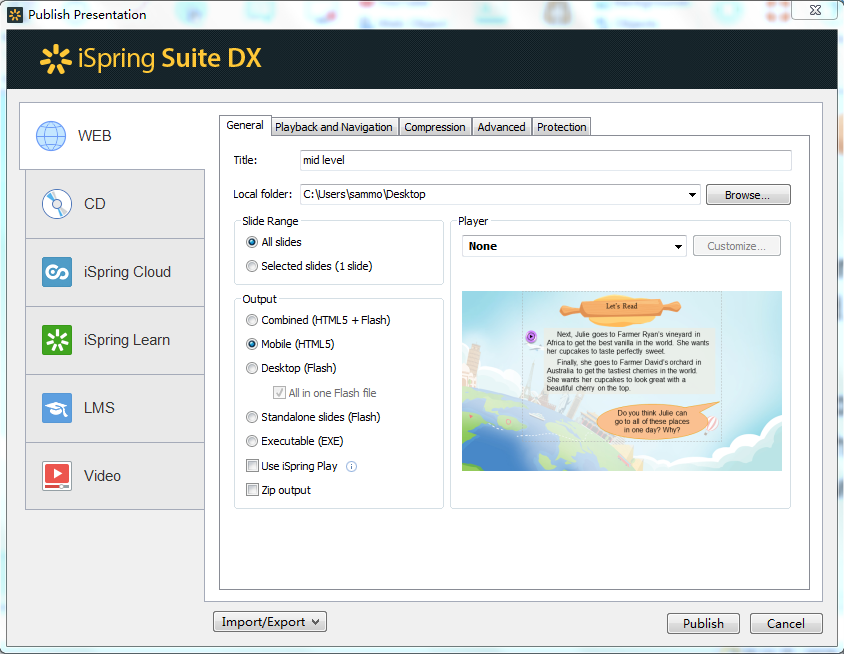 Publish Presentation
iSpring Suite DX
WEB
CD
iSpring Cloud
iSpring Learn
LMS
Video
General
Playback and Navigation
Compression
Advanced
Protection
Title:
mid level
Local folder:
C:\Users\sammo\Desktop
Browse...
Slide Range
All slides
Selected slides (1 slide)
Output
Combined (HTML5 + Flash)
Mobile (HTML5)
Desktop (Flash)
All in one Flash file
Standalone slides (Flash)
Executable (EXE)
Use iSpring Play
Zip output
Player
None
Customize...
Let's Read
Next, Julie goes to Farmer Ryan's vineyard in
Africa to get the best vanilla in the world. She wants
her cupcakes to taste perfectly sweet.
Finally, she goes to Farmer David's orchard in
Australia to get the tastiest cherries in the world.
She wants her cupcakes to look great with a
beautiful cherry on the top.
Do you think Julie can
go to all of these places
in one day? Why?
Import/Export
Publish
Cancel